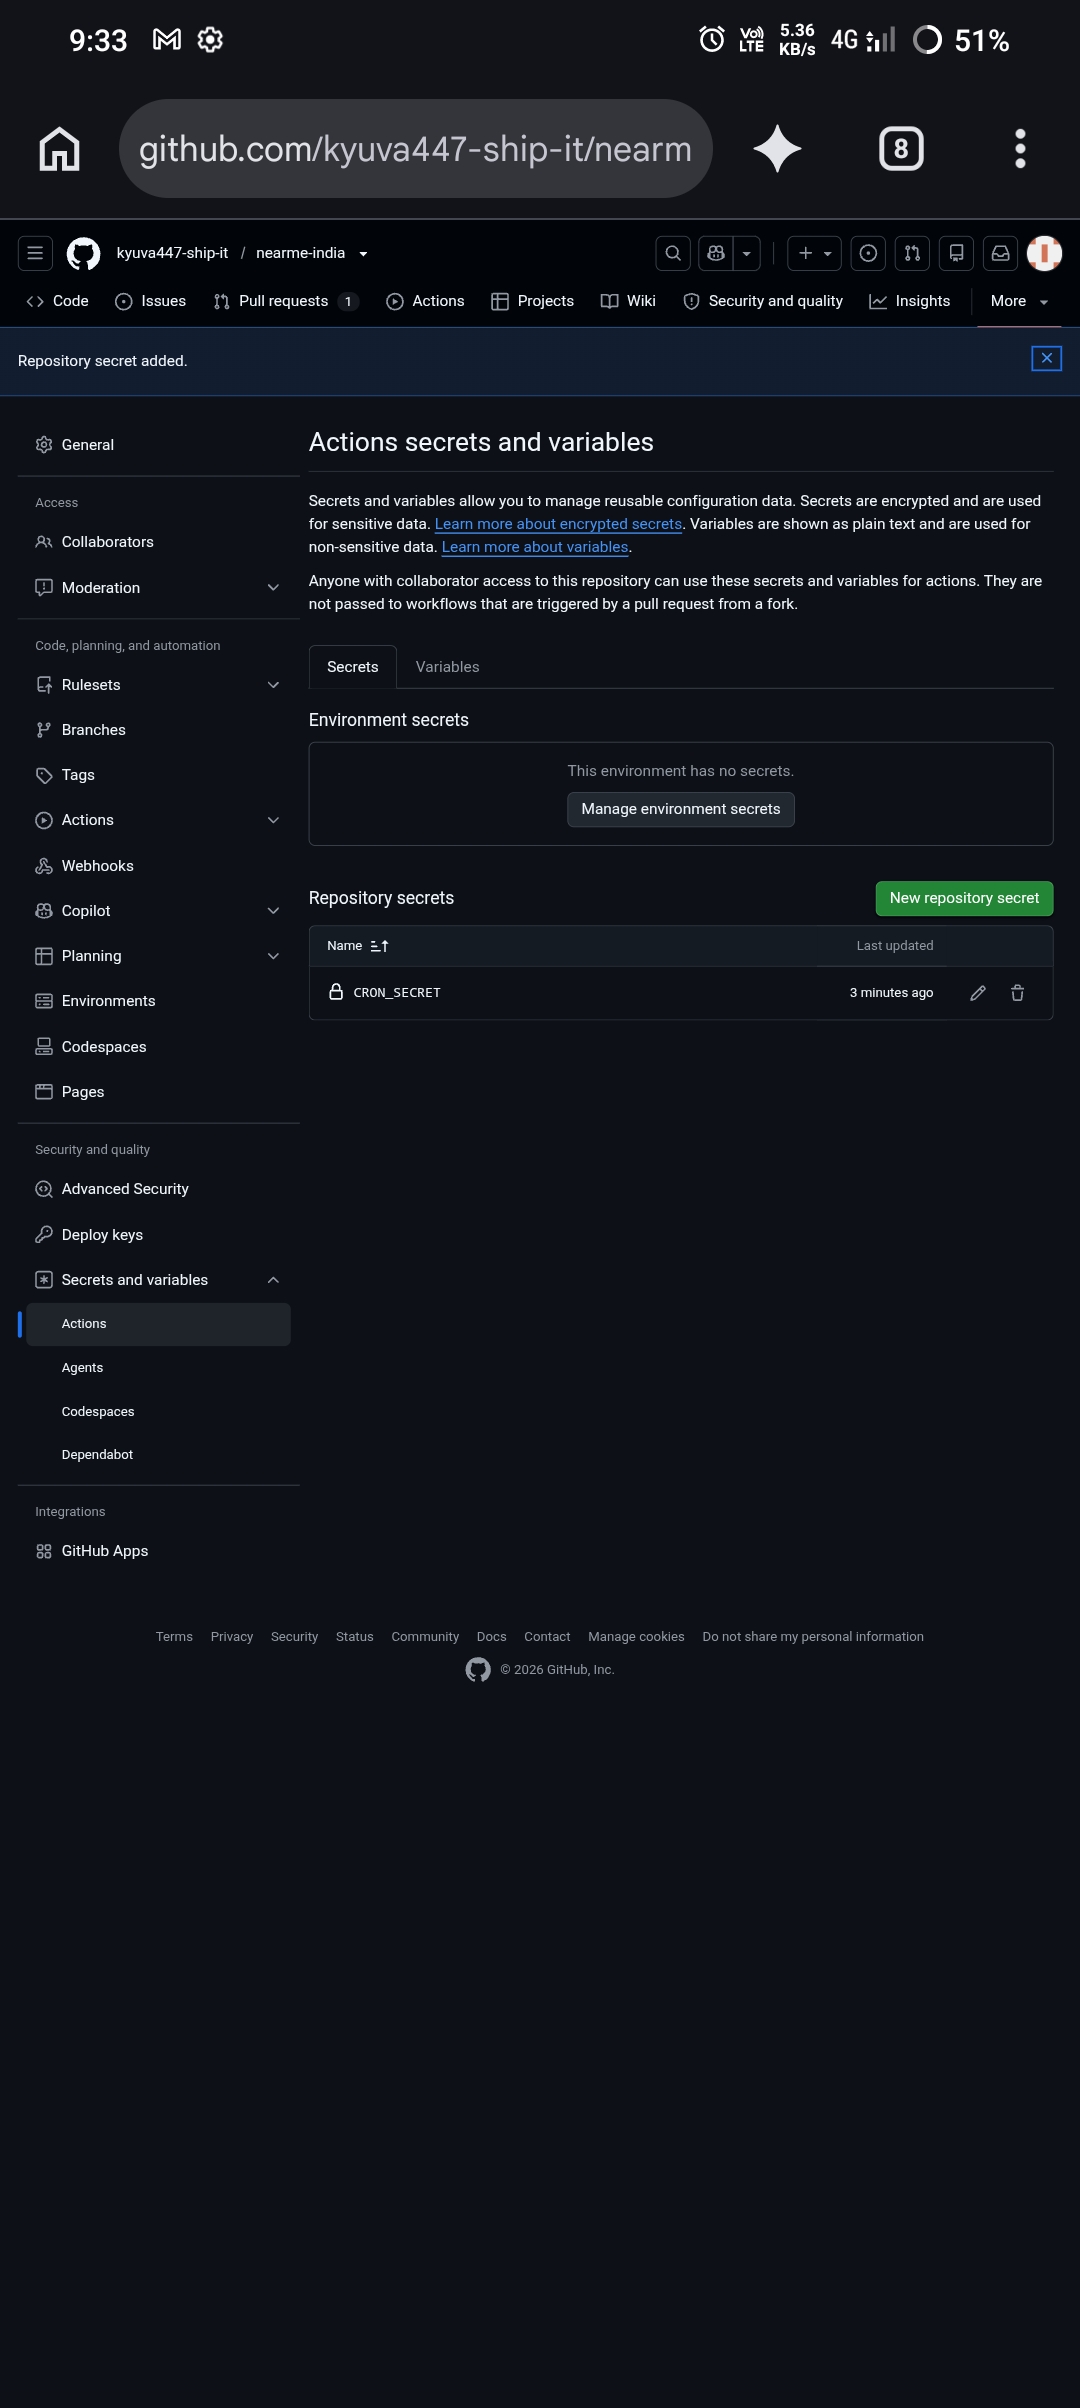 9:33
Vo))
LTE
5.36
KB/s
4G
51%
github.com/kyuva447-ship-it/nearm
8
kyuva447-ship-it / nearme-india
Code
Issues
Pull requests 1
Actions
Projects
Wiki
Security and quality
Insights
More
Repository secret added.
General
Access
Collaborators
Moderation
Code, planning, and automation
Rulesets
Branches
Tags
Actions
Webhooks
Copilot
Planning
Environments
Codespaces
Pages
Security and quality
Advanced Security
Deploy keys
Secrets and variables
Actions
Agents
Codespaces
Dependabot
Integrations
GitHub Apps
Actions secrets and variables
Secrets and variables allow you to manage reusable configuration data. Secrets are encrypted and are used
for sensitive data. Learn more about encrypted secrets. Variables are shown as plain text and are used for
non-sensitive data. Learn more about variables.
Anyone with collaborator access to this repository can use these secrets and variables for actions. They are
not passed to workflows that are triggered by a pull request from a fork.
Secrets
Variables
Environment secrets
This environment has no secrets.
Manage environment secrets
Repository secrets
New repository secret
Name
Last updated
CRON_SECRET
3 minutes ago
Terms Privacy Security Status Community Docs Contact Manage cookies Do not share my personal information
© 2026 GitHub, Inc.